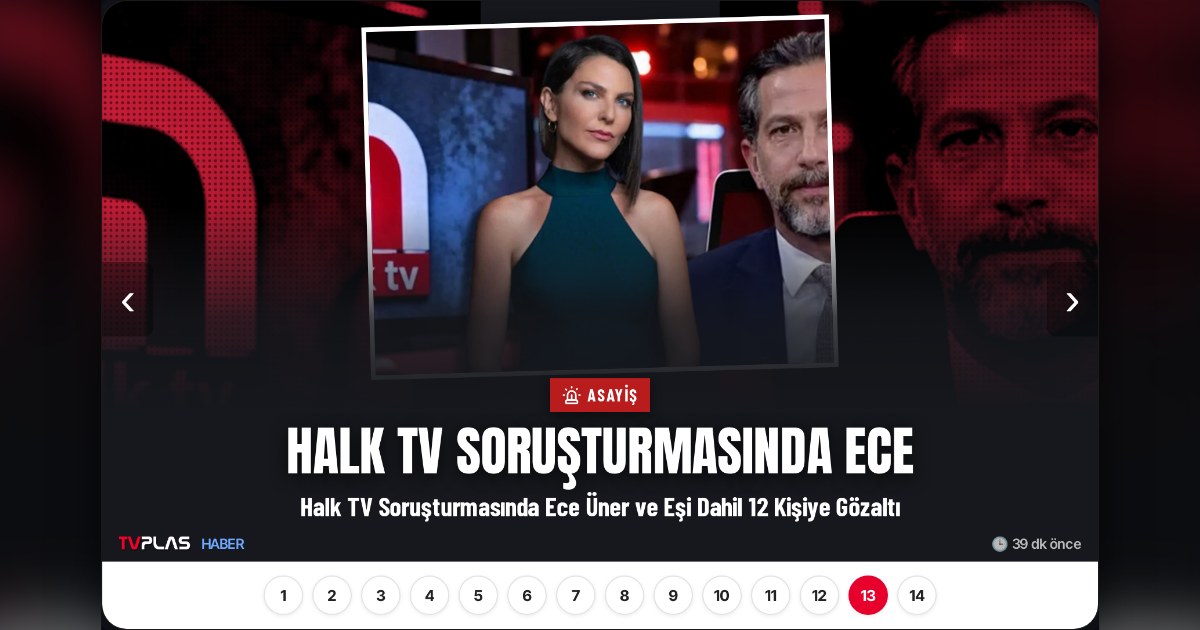 k tv
k tv
ASAYİŞ
HALK TV SORUŞTURMASINDA ECE
Halk TV Soruşturmasında Ece Üner ve Eşi Dahil 12 Kişiye Gözaltı
TVPLAS HABER
39 dk önce
1 2 3 4 5 6 7 8 9 10 11 12 13 14